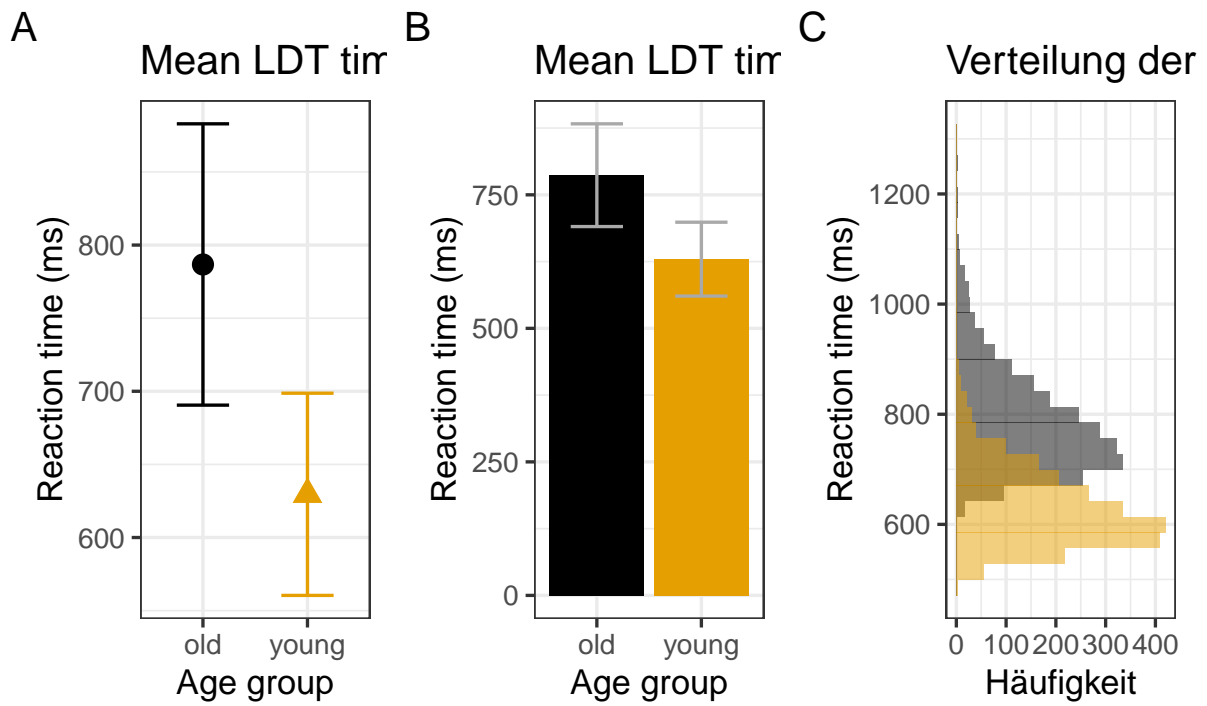 A
Mean LDT tim
Reaction time (ms)
800
700
600
old young
Age group
B
Mean LDT tim
Reaction time (ms)
750
500
250
0
old young
Age group
C
Verteilung der
Reaction time (ms)
1200
1000
800
600
0 100 200 300 400
Häufigkeit